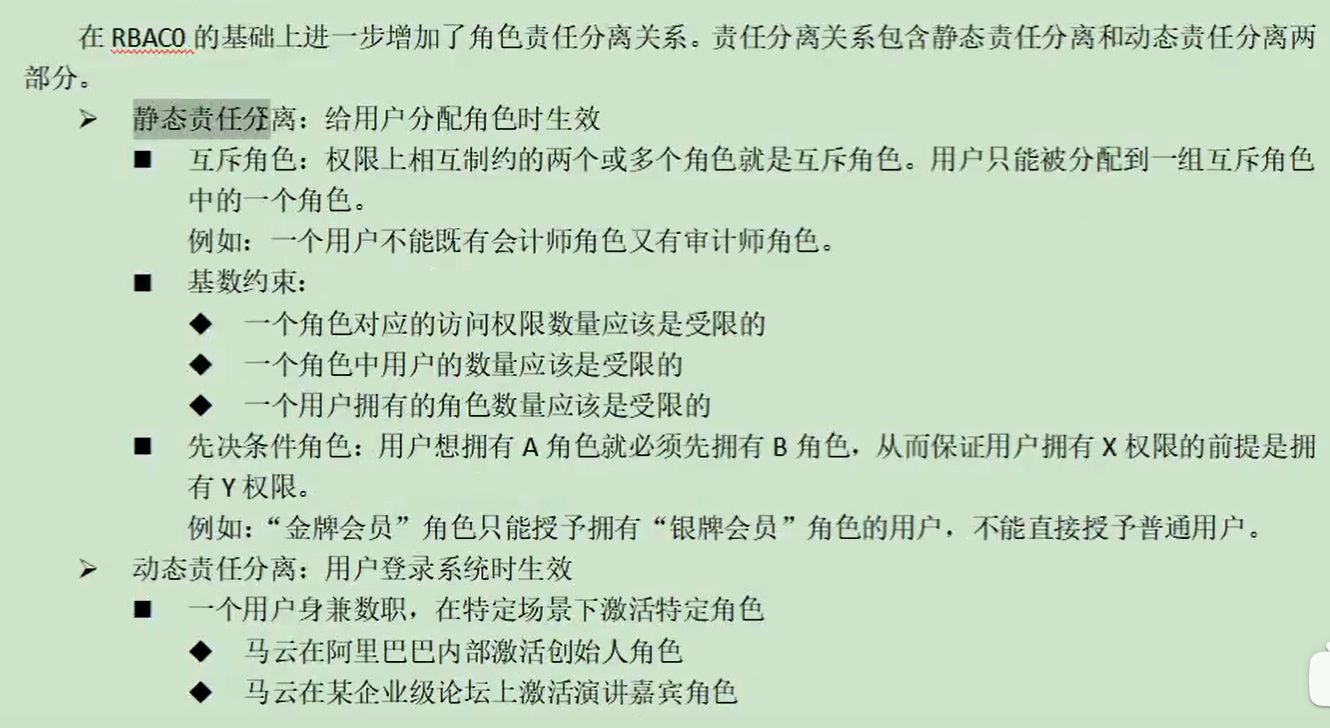 在 RBAC0 的基础上进一步增加了角色责任分离关系。责任分离关系包含静态责任分离和动态责任分离两
部分。
➢ 静态责任分离：给用户分配角色时生效
■ 互斥角色：权限上相互制约的两个或多个角色就是互斥角色。用户只能被分配到一组互斥角色
中的一个角色。
例如：一个用户不能既有会计师角色又有审计师角色。
■ 基数约束：
◆ 一个角色对应的访问权限数量应该是受限的
◆ 一个角色中用户的数量应该是受限的
◆ 一个用户拥有的角色数量应该是受限的
■ 先决条件角色：用户想拥有 A 角色就必须先拥有 B 角色，从而保证用户拥有 X 权限的前提是拥
有 Y 权限。
例如：“金牌会员”角色只能授予拥有“银牌会员”角色的用户，不能直接授予普通用户。
➢ 动态责任分离：用户登录系统时生效
■ 一个用户身兼数职，在特定场景下激活特定角色
◆ 马云在阿里巴巴内部激活创始人角色
◆ 马云在某企业级论坛上激活演讲嘉宾角色